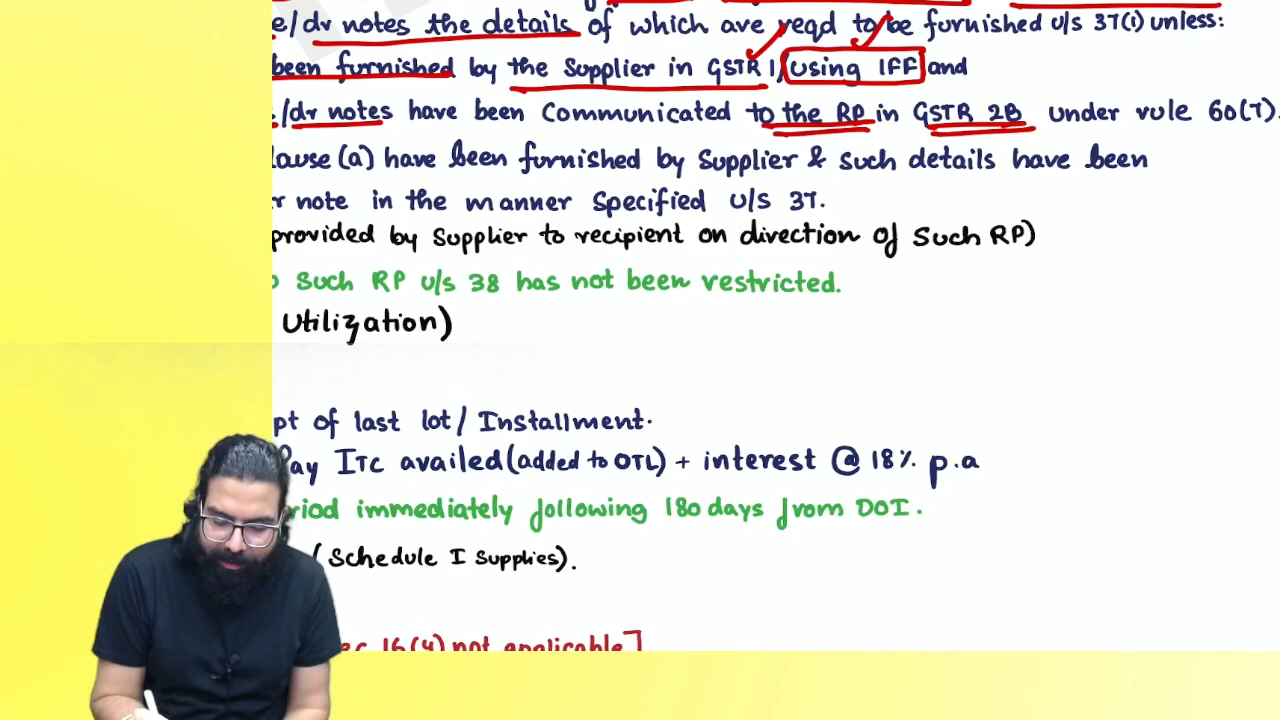 e/dr notes the details of which are reqd to be furnished u/s 37(1) unless:
been furnished by the Supplier in GSTR 1/using IFF and
/dr notes have been Communicated to the RP in GSTR 2B under rule 60(7).
lause (a) have been furnished by Supplier & such details have been
r note in the manner Specified u/s 37.
provided by Supplier to recipient on direction of Such RP)
Such RP u/s 38 has not been restricted.
Utilization)
pt of last lot/ Installment.
Pay ITC availed(added to OTL) + interest @ 18% p.a
riod immediately following 180 days from DOI.
(Schedule I Supplies).
ec 16(4) not applicable]